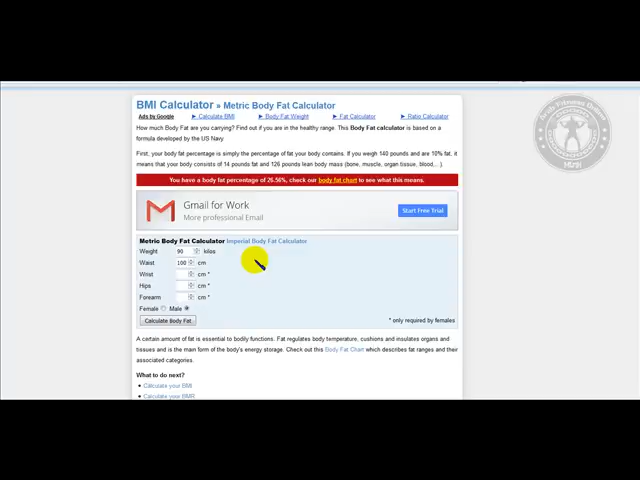 BMI Calculator » Metric Body Fat Calculator
Ads by Google ► Calculate BMI ► Body Fat Weight ► Fat Calculator ► Ratio Calculator
How much Body Fat are you carrying? Find out if you are in the healthy range. This Body Fat calculator is based on a
formula developed by the US Navy
First, your body fat percentage is simply the percentage of fat your body contains. If you weigh 140 pounds and are 10% fat, it
means that your body consists of 14 pounds fat and 126 pounds lean body mass (bone, muscle, organ tissue, blood... ).
You have a body fat percentage of 26.56%, check our body fat chart to see what this means.
Gmail for Work
More professional Email
Start Free Trial
Metric Body Fat Calculator Imperial Body Fat Calculator
Weight 90 kilos
Waist 100 cm
Wrist cm *
Hips cm *
Forearm cm *
Female Male
Calculate Body Fat
* only required by females
A certain amount of fat is essential to bodily functions. Fat regulates body temperature, cushions and insulates organs and
tissues and is the main form of the body's energy storage. Check out this Body Fat Chart which describes fat ranges and their
associated categories.
What to do next?
• Calculate your BMI
• Calculate your BMR